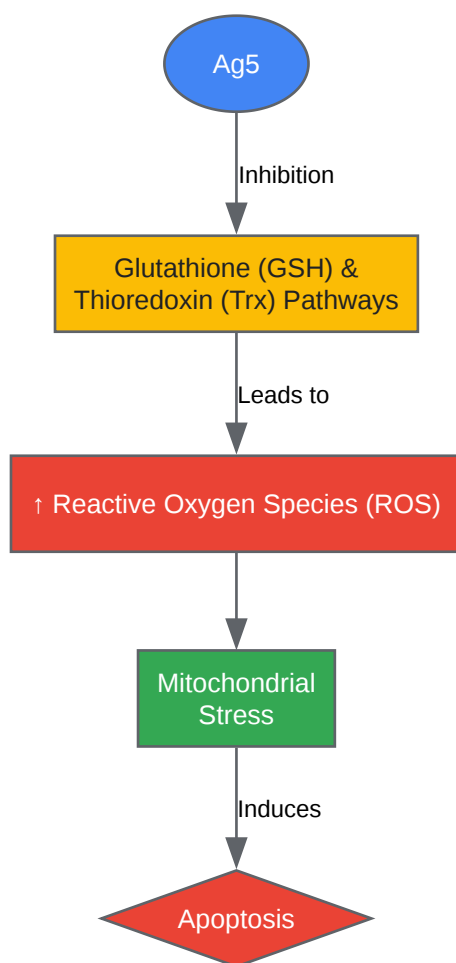 Ag5
Inhibition
Glutathione (GSH) &
Thioredoxin (Trx) Pathways
Leads to
↑ Reactive Oxygen Species (ROS)
Mitochondrial
Stress
Induces
Apoptosis